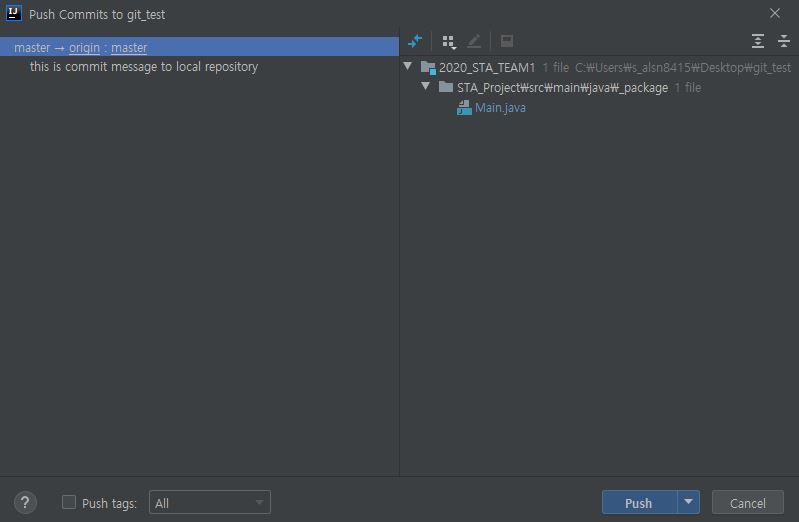 IJ Push Commits to git_test
master → origin : master
this is commit message to local repository
2020_STA_TEAM1 1 file C:₩Users₩s_alsn8415₩Desktop₩git_test
STA_Project₩src₩main₩java₩_package 1 file
Main.java
? Push tags: All Push Cancel